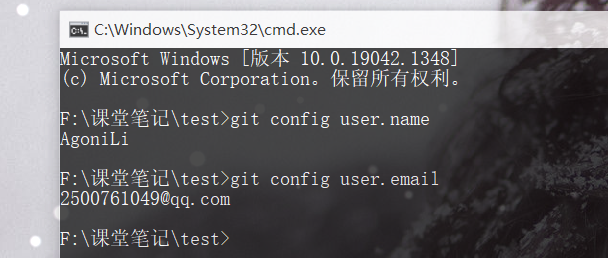 C:\Windows\System32\cmd.exe
Microsoft Windows [版本 10.0.19042.1348]
(c) Microsoft Corporation。保留所有权利。
F:\课堂笔记\test>git config user.name
AgoniLi
F:\课堂笔记\test>git config user.email
2500761049@qq.com
F:\课堂笔记\test>